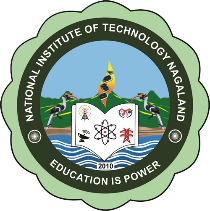 NATIONAL INSTITUTE OF TECHNOLOGY NAGALAND
2010
EDUCATION IS POWER